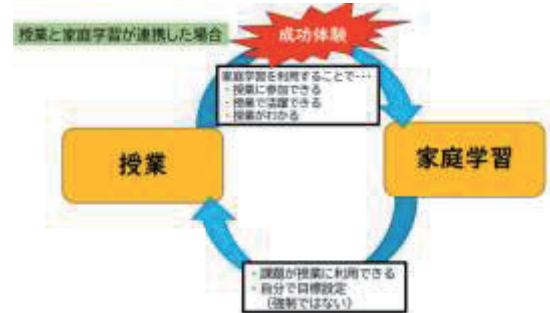 授業と家庭学習が連携した場合
成功体験
家庭学習を利用することで･･･
・授業に参加できる
・授業で活躍できる
・授業がわかる
授業
家庭学習
・課題が授業に利用できる
・自分で目標設定
（強制ではない）